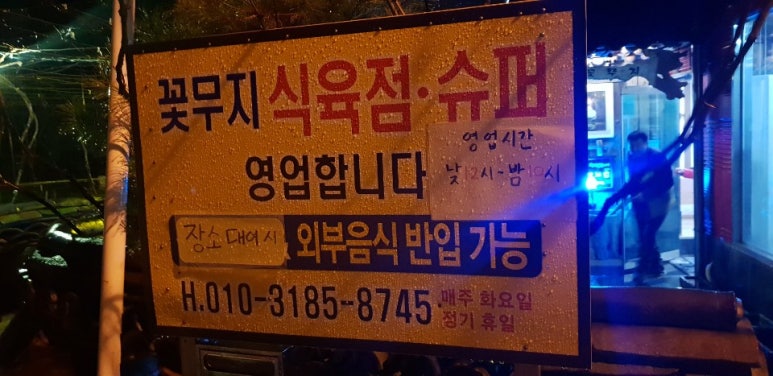 꽃무지 식육점·슈퍼
영업시간
낮12시~밤10시
영업합니다
장소대여시 외부음식 반입 가능
H.010-3185-8745
매주 화요일
정기 휴일